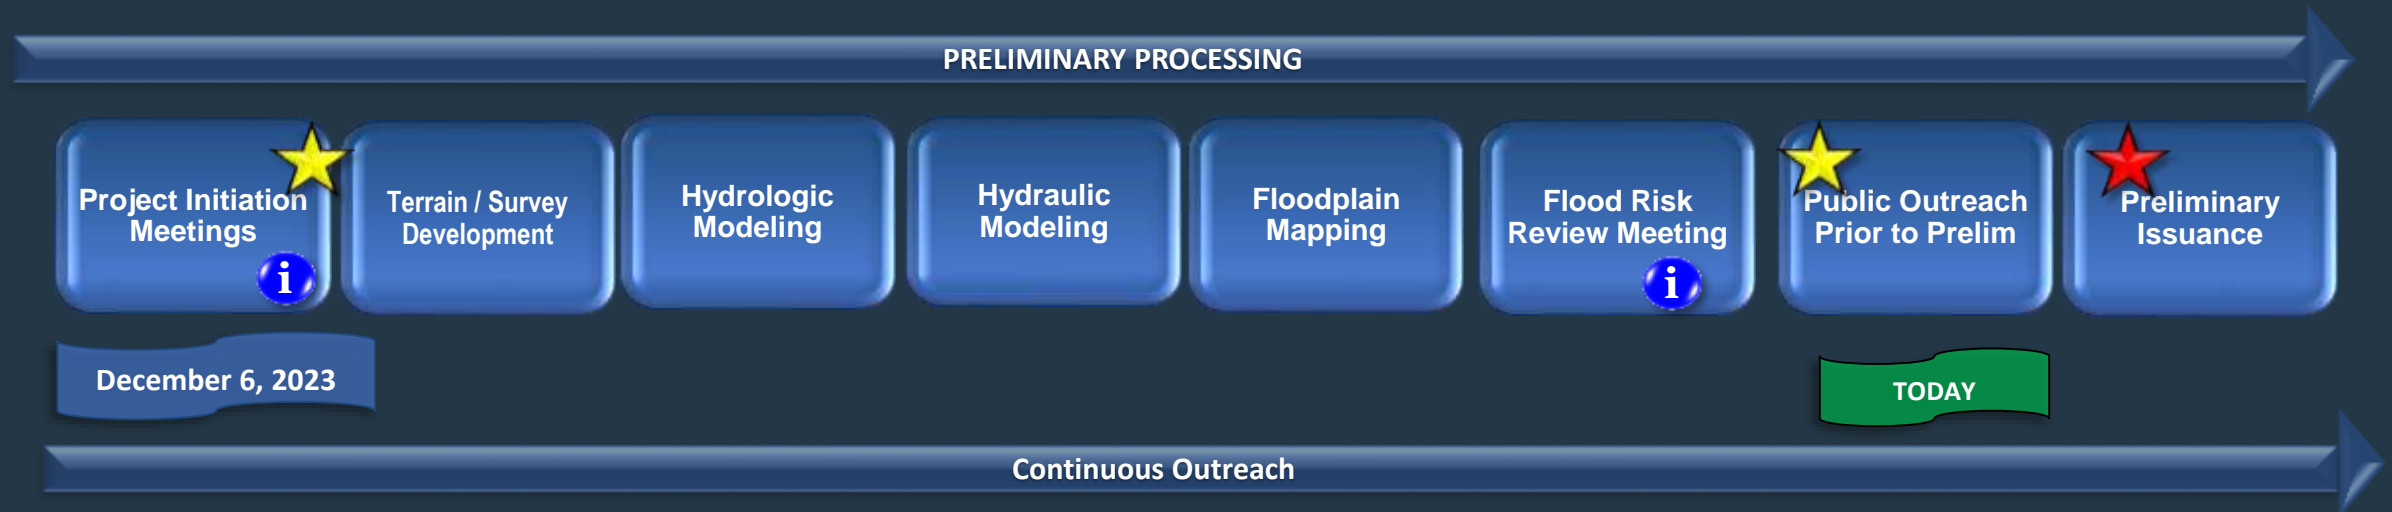 PRELIMINARY PROCESSING
Project Initiation
Meetings
i
Terrain / Survey
Development
Hydrologic
Modeling
Hydraulic
Modeling
Floodplain
Mapping
Flood Risk
Review Meeting
i
Public Outreach
Prior to Prelim
Preliminary
Issuance
December 6, 2023
TODAY
Continuous Outreach